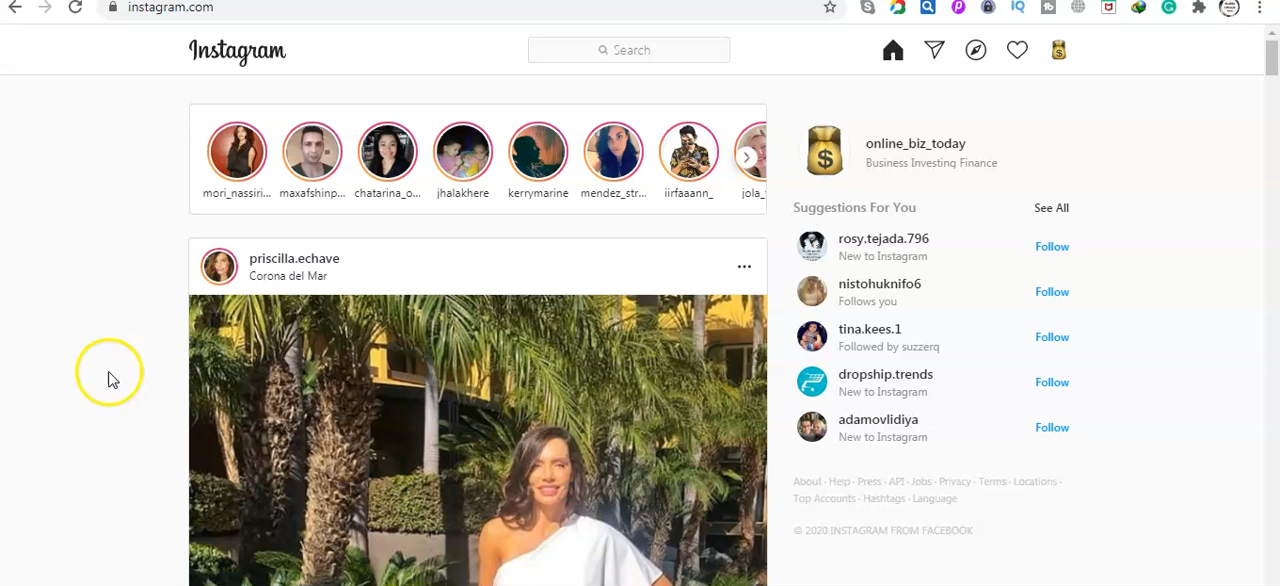 instagram.com
Instagram
Search
mori_nassiri... maxafshinp... chatarina_o... jhalakhere kerrymarine mendez_str... iirfaaann_
online_biz_today
Business Investing Finance
Suggestions For You See All
rosy.tejada.796
New to Instagram
Follow
nistohuknifo6
Follows you
Follow
tina.kees.1
Followed by suzzerq
Follow
dropship.trends
New to Instagram
Follow
adamovlidiya
New to Instagram
Follow
About · Help · Press · API · Jobs · Privacy · Terms · Locations ·
Top Accounts · Hashtags · Language
© 2020 INSTAGRAM FROM FACEBOOK
priscilla.echave
Corona del Mar